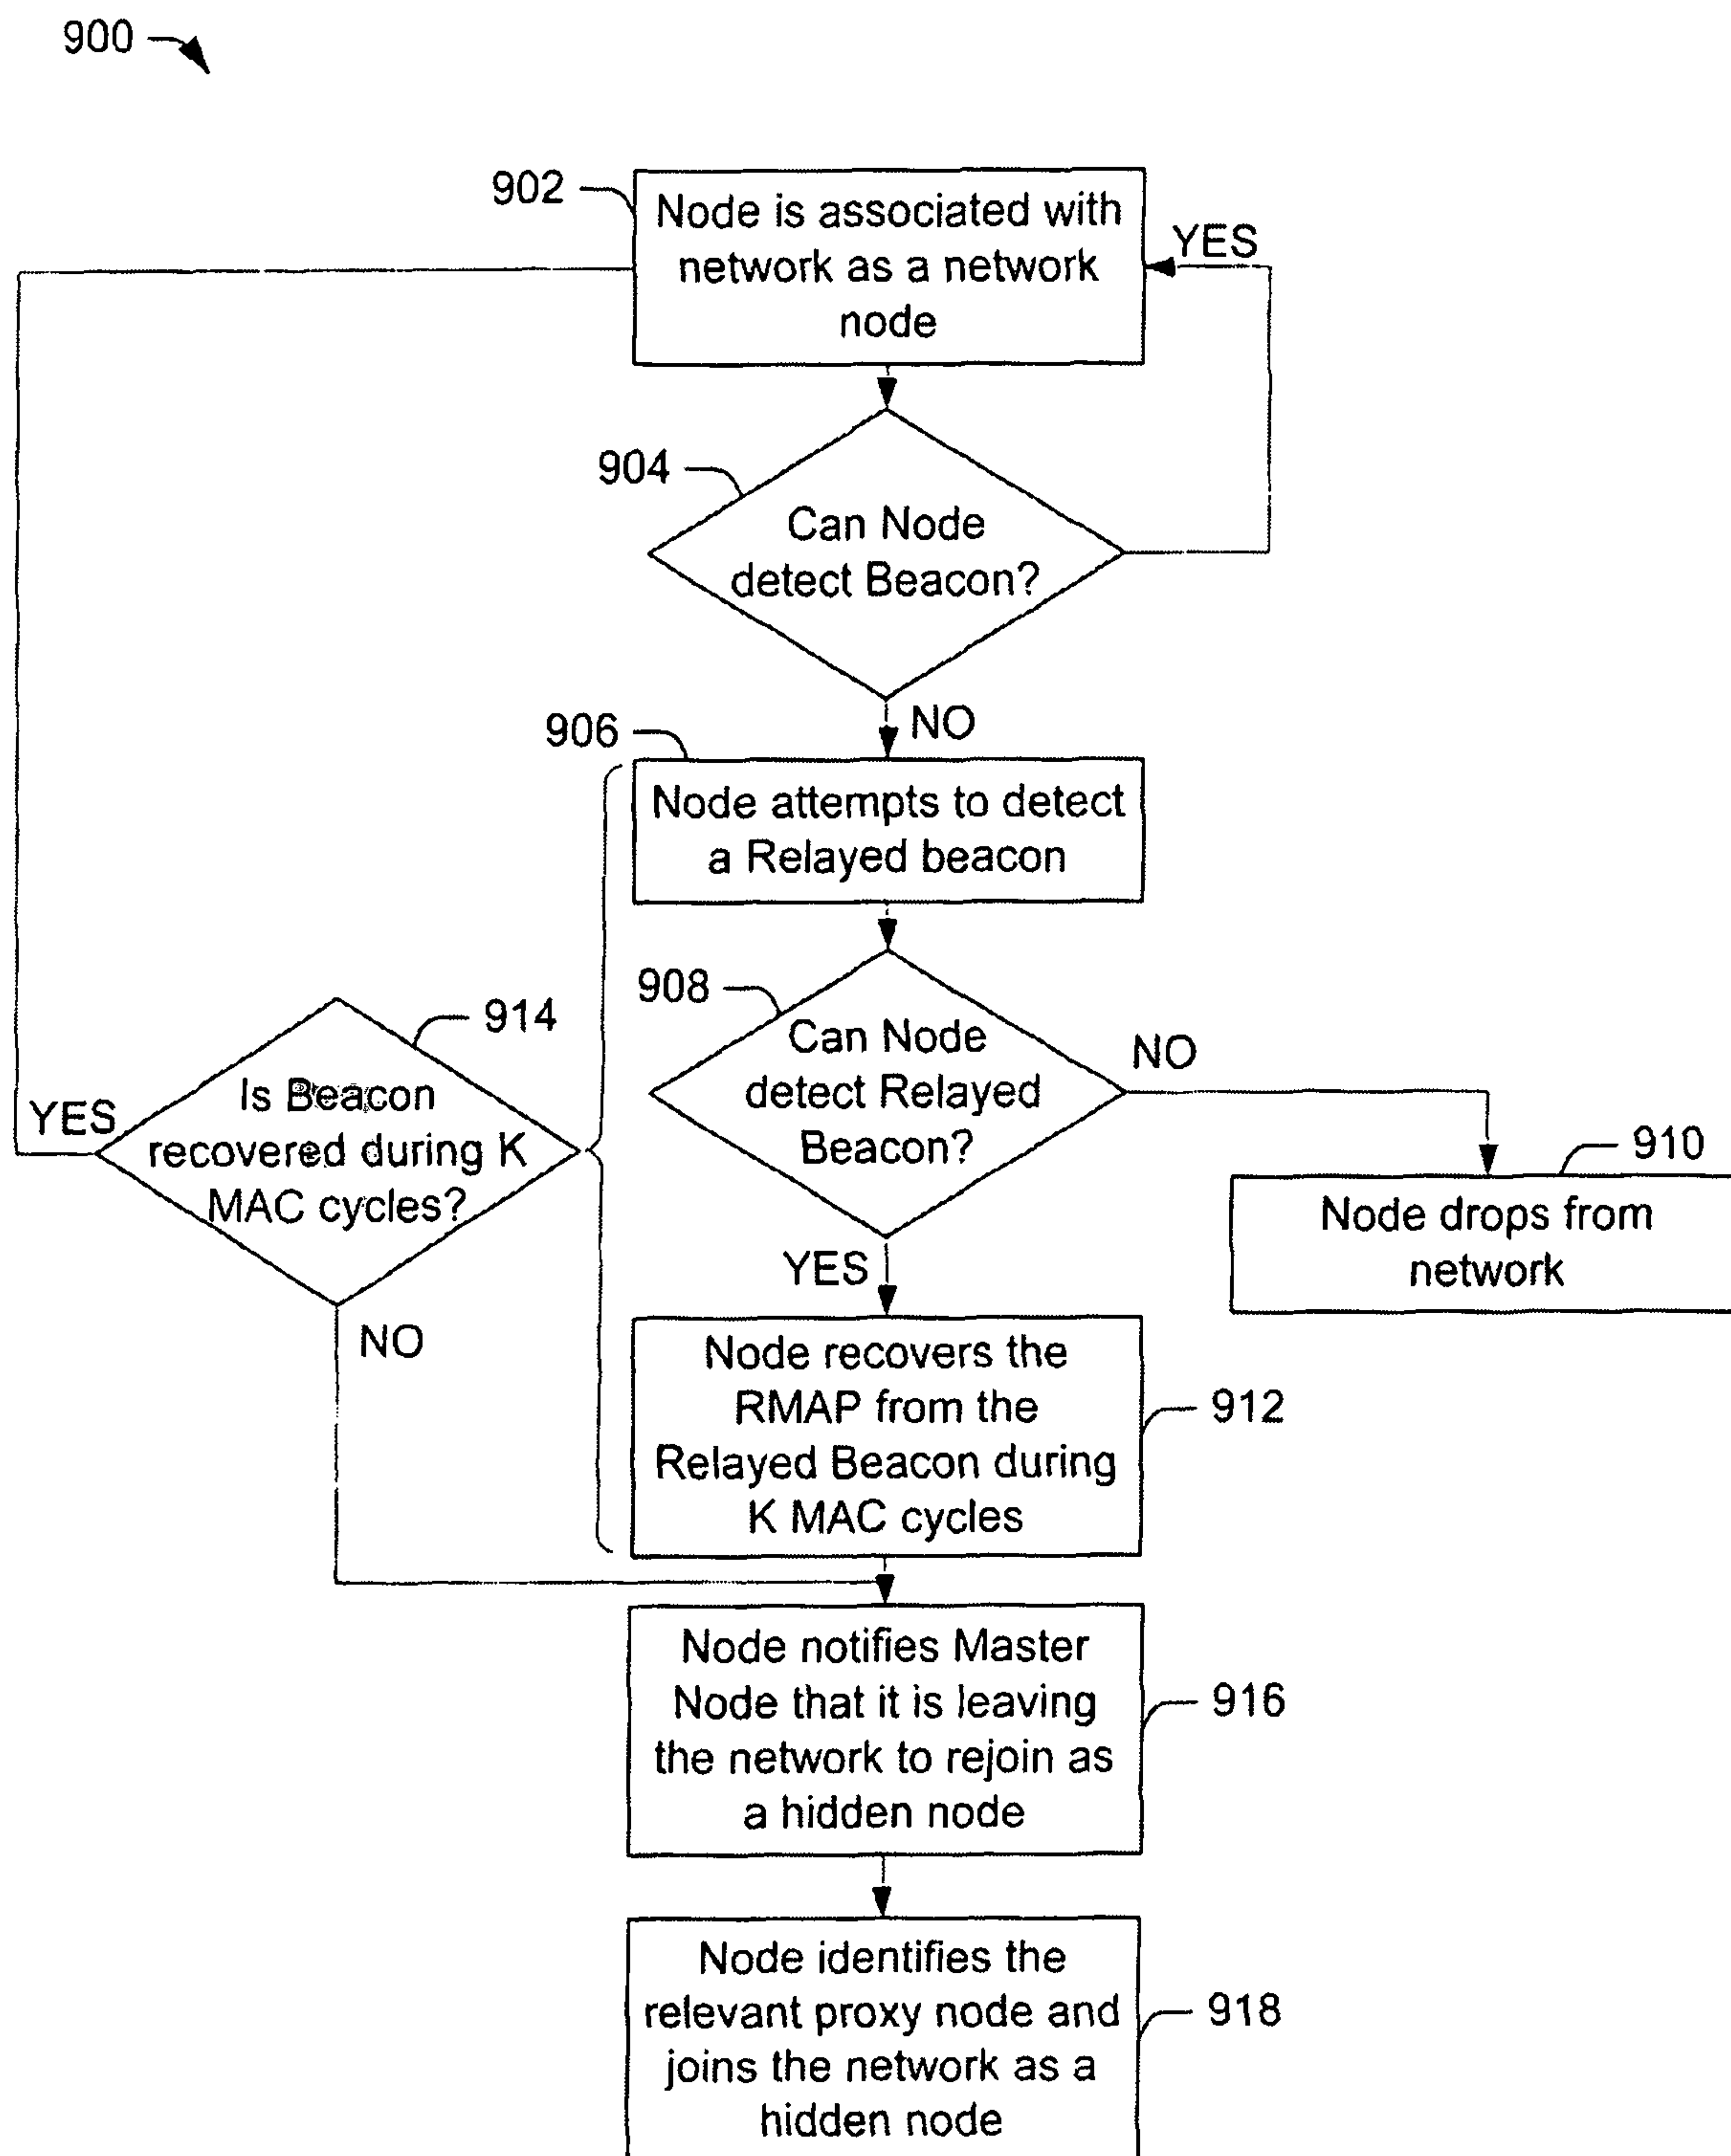 900
902
Node is associated with
network as a network
node
YES
904
Can Node
detect Beacon?
NO
906
Node attempts to detect
a Relayed beacon
908
Can Node
detect Relayed
Beacon?
NO
914
Is Beacon
recovered during K
MAC cycles?
YES
NO
910
Node drops from
network
YES
Node recovers the
RMAP from the
Relayed Beacon during
K MAC cycles
912
Node notifies Master
Node that it is leaving
the network to rejoin as
a hidden node
916
Node identifies the
relevant proxy node and
joins the network as a
hidden node
918